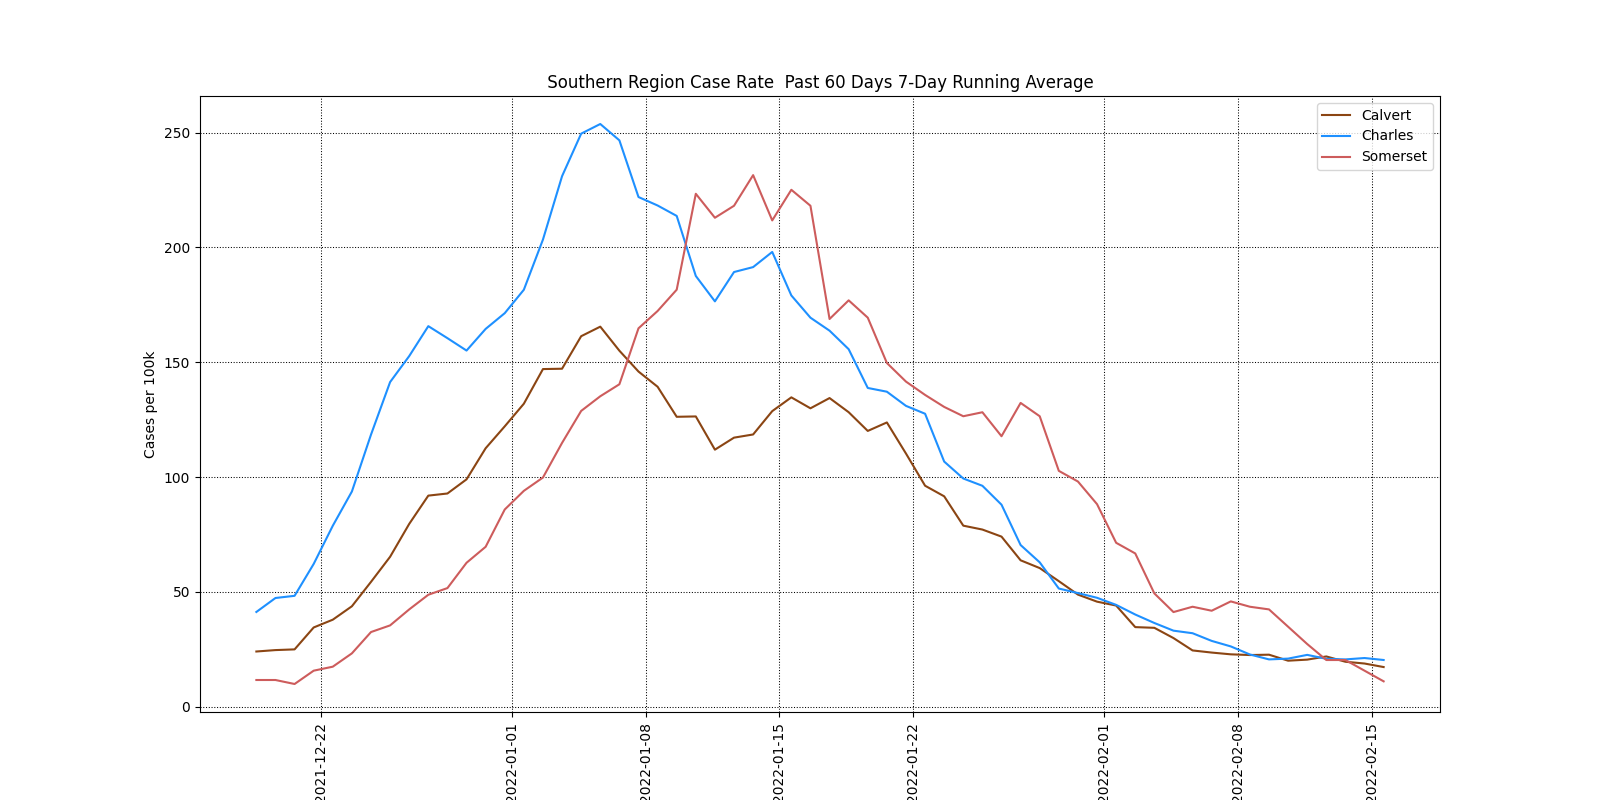 Southern Region Case Rate  Past 60 Days 7-Day Running Average
Calvert
Charles
Somerset
Cases per 100k
250
200
150
100
50
0
2021-12-22
2022-01-01
2022-01-08
2022-01-15
2022-01-22
2022-02-01
2022-02-08
2022-02-15